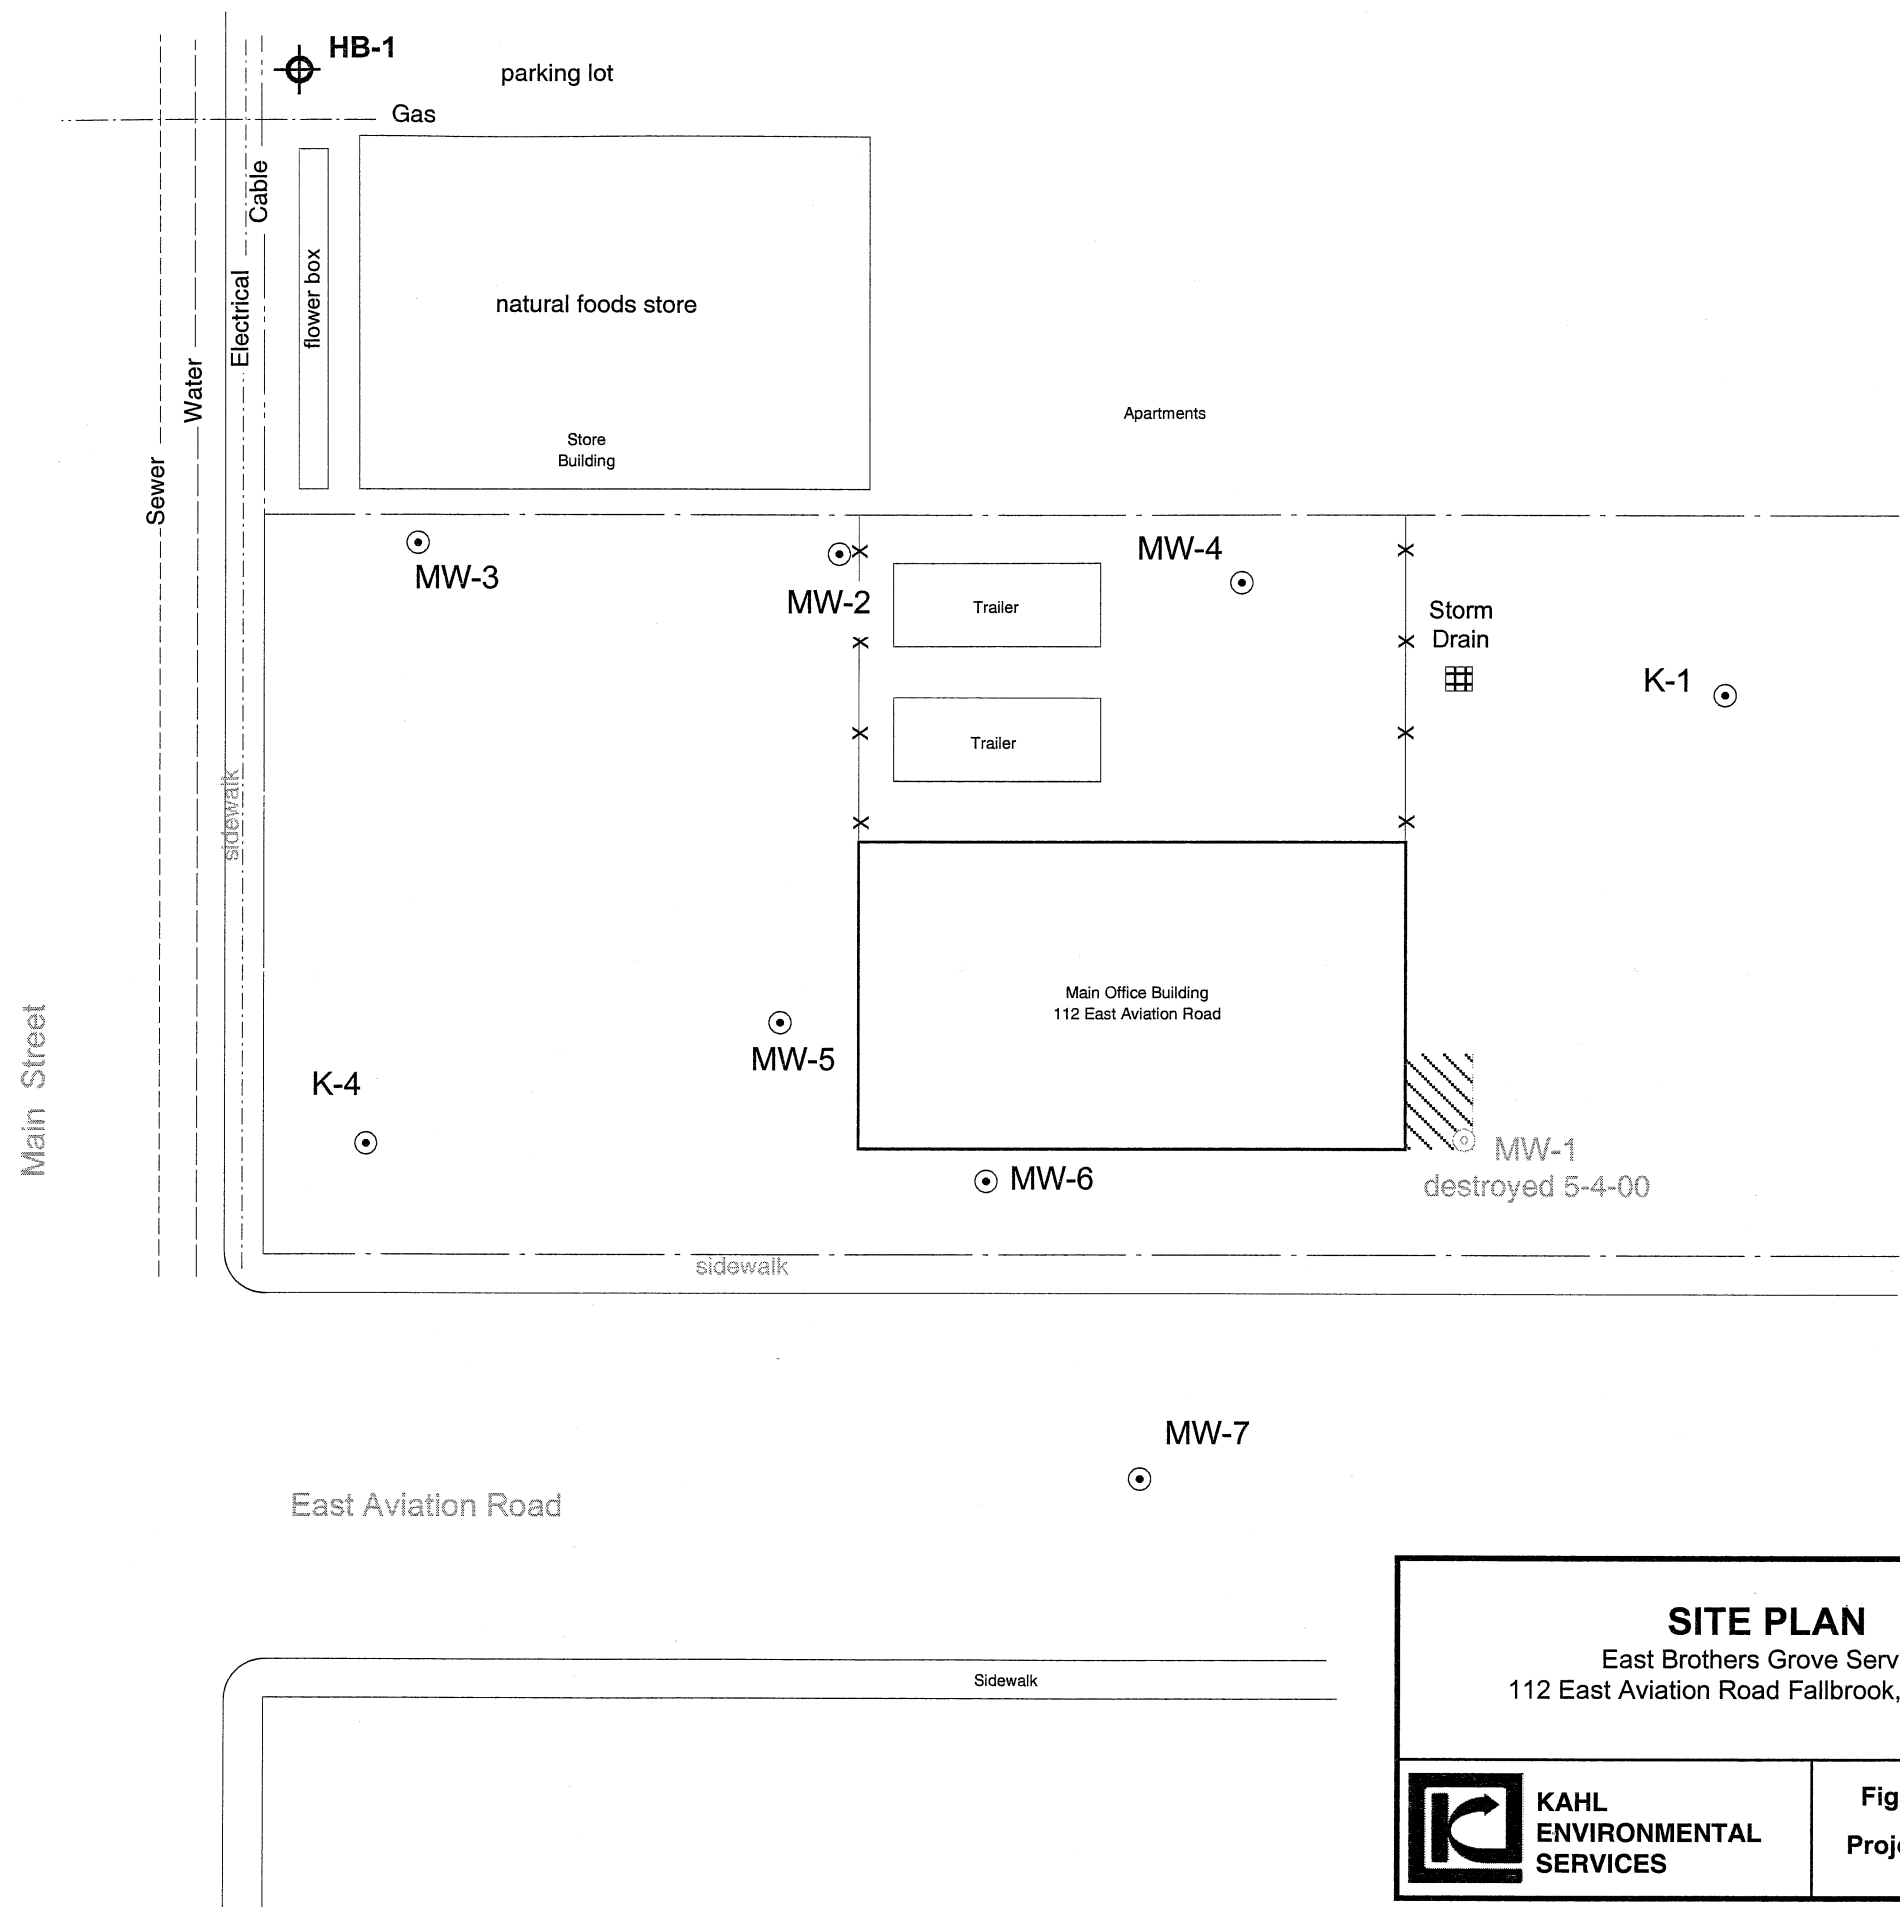 HB-1
parking lot
Gas
Cable
flower box
Electrical
natural foods store
Water
Apartments
Store
Building
Sewer
MW-3
MW-2
MW-4
Trailer
Storm
Drain
K-1
Trailer
sidewalk
Main Office Building
112 East Aviation Road
Main Street
MW-5
K-4
MW-6
MW-1
destroyed 5-4-00
sidewalk
MW-7
East Aviation Road
Sidewalk
SITE PLAN
East Brothers Grove Serv
112 East Aviation Road Fallbrook,
KAHL
ENVIRONMENTAL
SERVICES
Fig
Proje